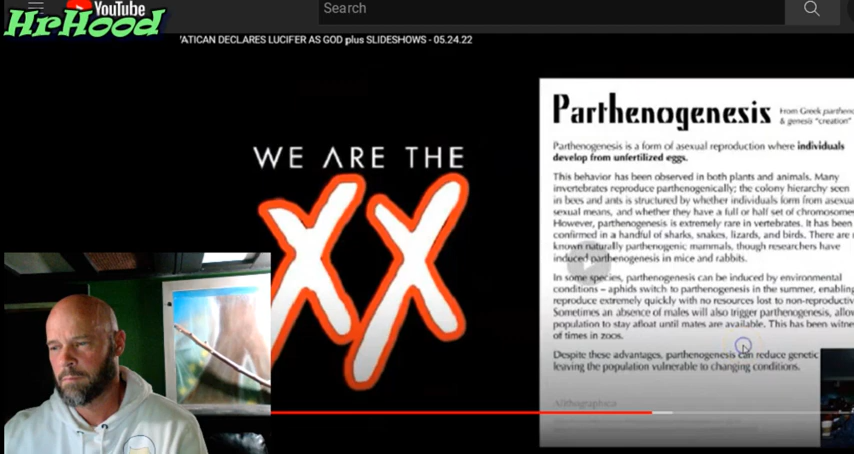 YouTube
Search
HrHood
'ATICAN DECLARES LUCIFER AS GOD plus SLIDESHOWS - 05.24.22
WE ARE THE
XX
Parthenogenesis
From Greek
& genesis "creation"
Parthenogenesis is a form of asexual reproduction where individuals
develop from unfertilized eggs.
This behavior has been observed in both plants and animals. Many
invertebrates reproduce parthenogenically; the colony hierarchy seen
in bees and ants is structured by whether individuals form from asexua
sexual means, and whether they have a full or half set of chromosome
However, parthenogenesis is extremely rare in vertebrates. It has been
confirmed in a handful of sharks, snakes, lizards, and birds. There are
known naturally parthenogenic mammals, though researchers have
induced parthenogenesis in mice and rabbits.
In some species, parthenogenesis can be induced by environmental
conditions – aphids switch to parthenogenesis in the summer, enabling
reproduce extremely quickly with no resources lost to non-reproductiv
Sometimes an absence of males will also trigger parthenogenesis, allow
population to stay afloat until mates are available. This has been witne
of times in zoos.
Despite these advantages, parthenogenesis can reduce genetic
leaving the population vulnerable to changing conditions.